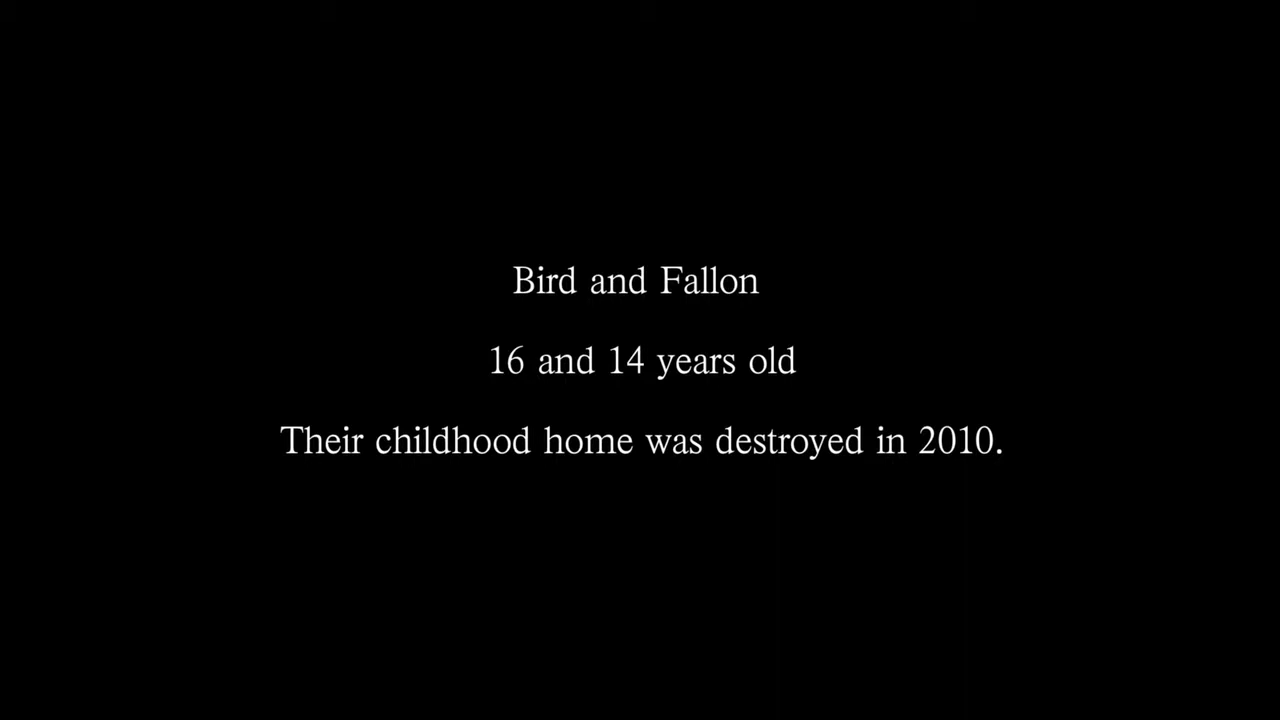 Bird and Fallon
16 and 14 years old
Their childhood home was destroyed in 2010.